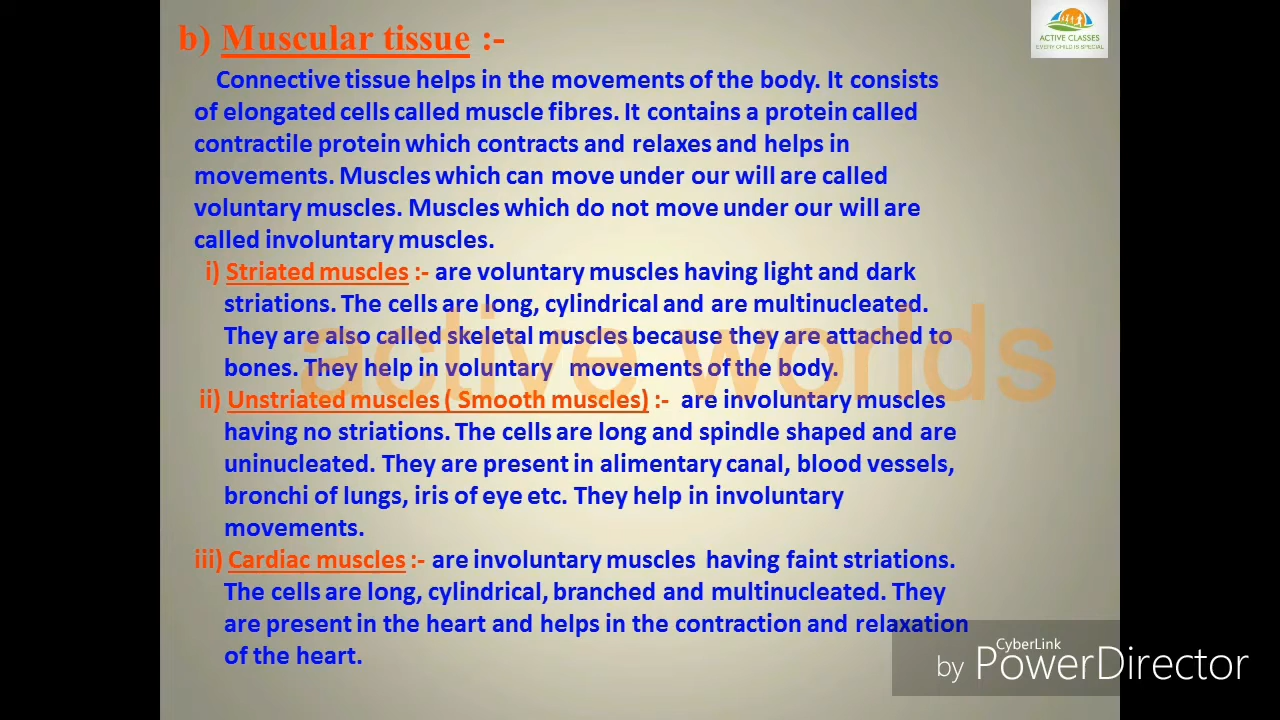 b) Muscular tissue :-
ACTIVE CLASSES
EVERY CHILD IS SPECIAL
Connective tissue helps in the movements of the body. It consists
of elongated cells called muscle fibres. It contains a protein called
contractile protein which contracts and relaxes and helps in
movements. Muscles which can move under our will are called
voluntary muscles. Muscles which do not move under our will are
called involuntary muscles.
i) Striated muscles :- are voluntary muscles having light and dark
striations. The cells are long, cylindrical and are multinucleated.
They are also called skeletal muscles because they are attached to
bones. They help in voluntary movements of the body.
active worlds
ii) Unstriated muscles ( Smooth muscles) :- are involuntary muscles
having no striations. The cells are long and spindle shaped and are
uninucleated. They are present in alimentary canal, blood vessels,
bronchi of lungs, iris of eye etc. They help in involuntary
movements.
iii) Cardiac muscles :- are involuntary muscles having faint striations.
The cells are long, cylindrical, branched and multinucleated. They
are present in the heart and helps in the contraction and relaxation
of the heart.
CyberLink
by PowerDirector